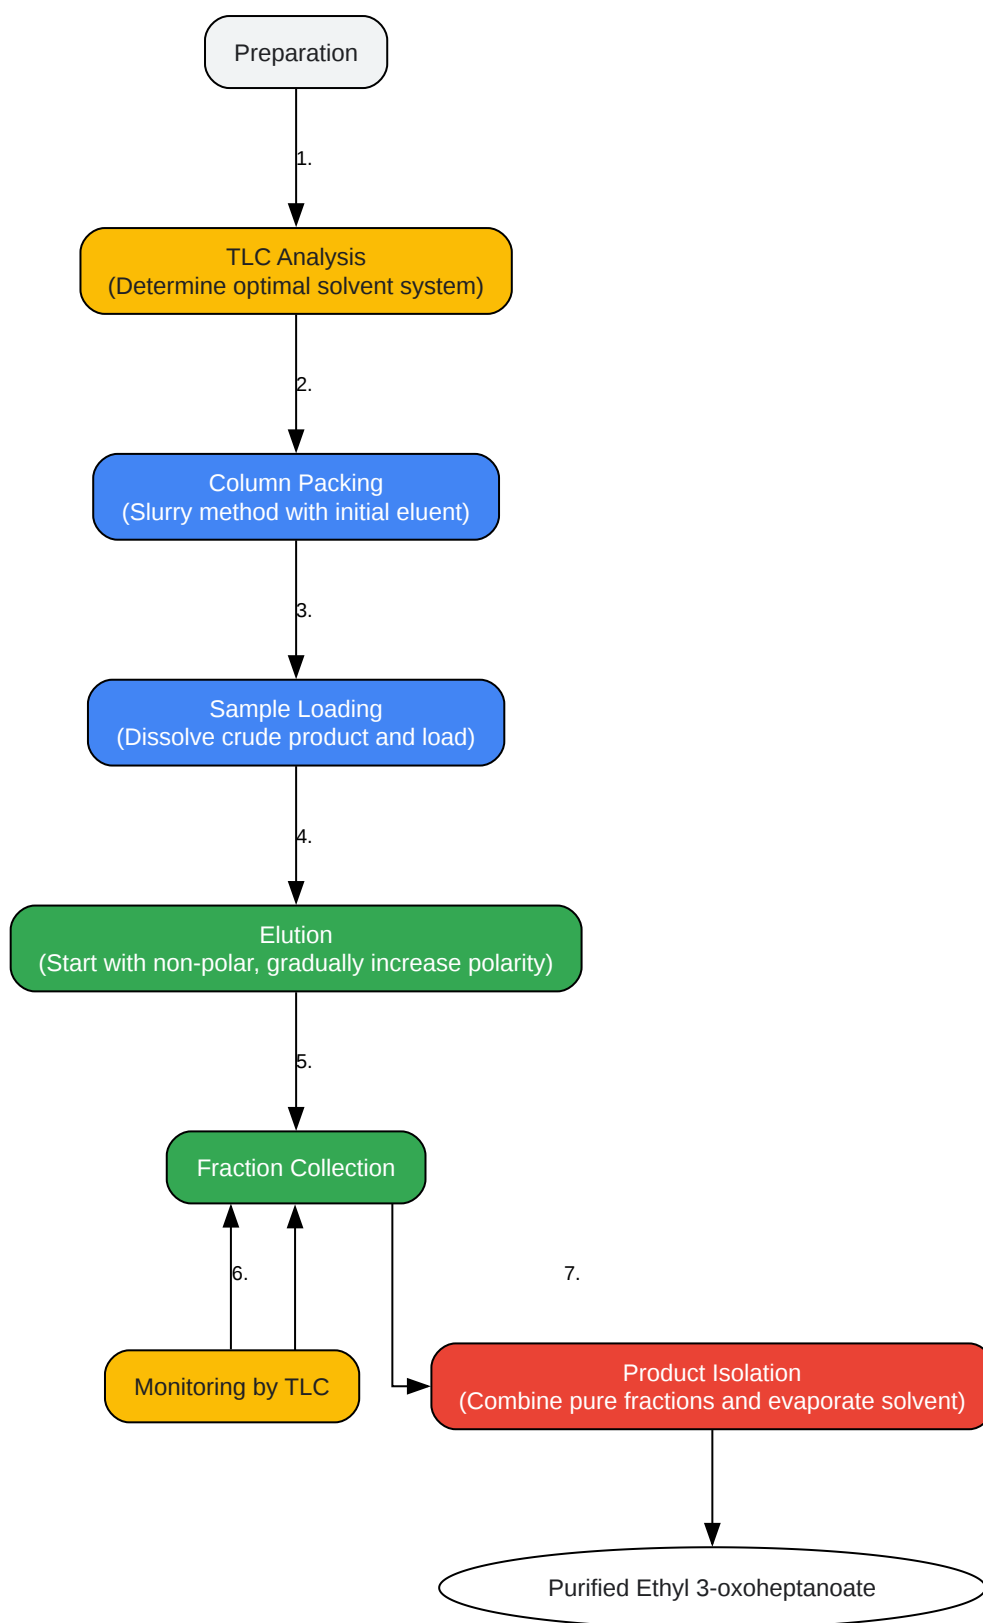 Preparation
1.
TLC Analysis
(Determine optimal solvent system)
2.
Column Packing
(Slurry method with initial eluent)
3.
Sample Loading
(Dissolve crude product and load)
4.
Elution
(Start with non-polar, gradually increase polarity)
5.
Fraction Collection
6.
7.
Monitoring by TLC
Product Isolation
(Combine pure fractions and evaporate solvent)
Purified Ethyl 3-oxoheptanoate